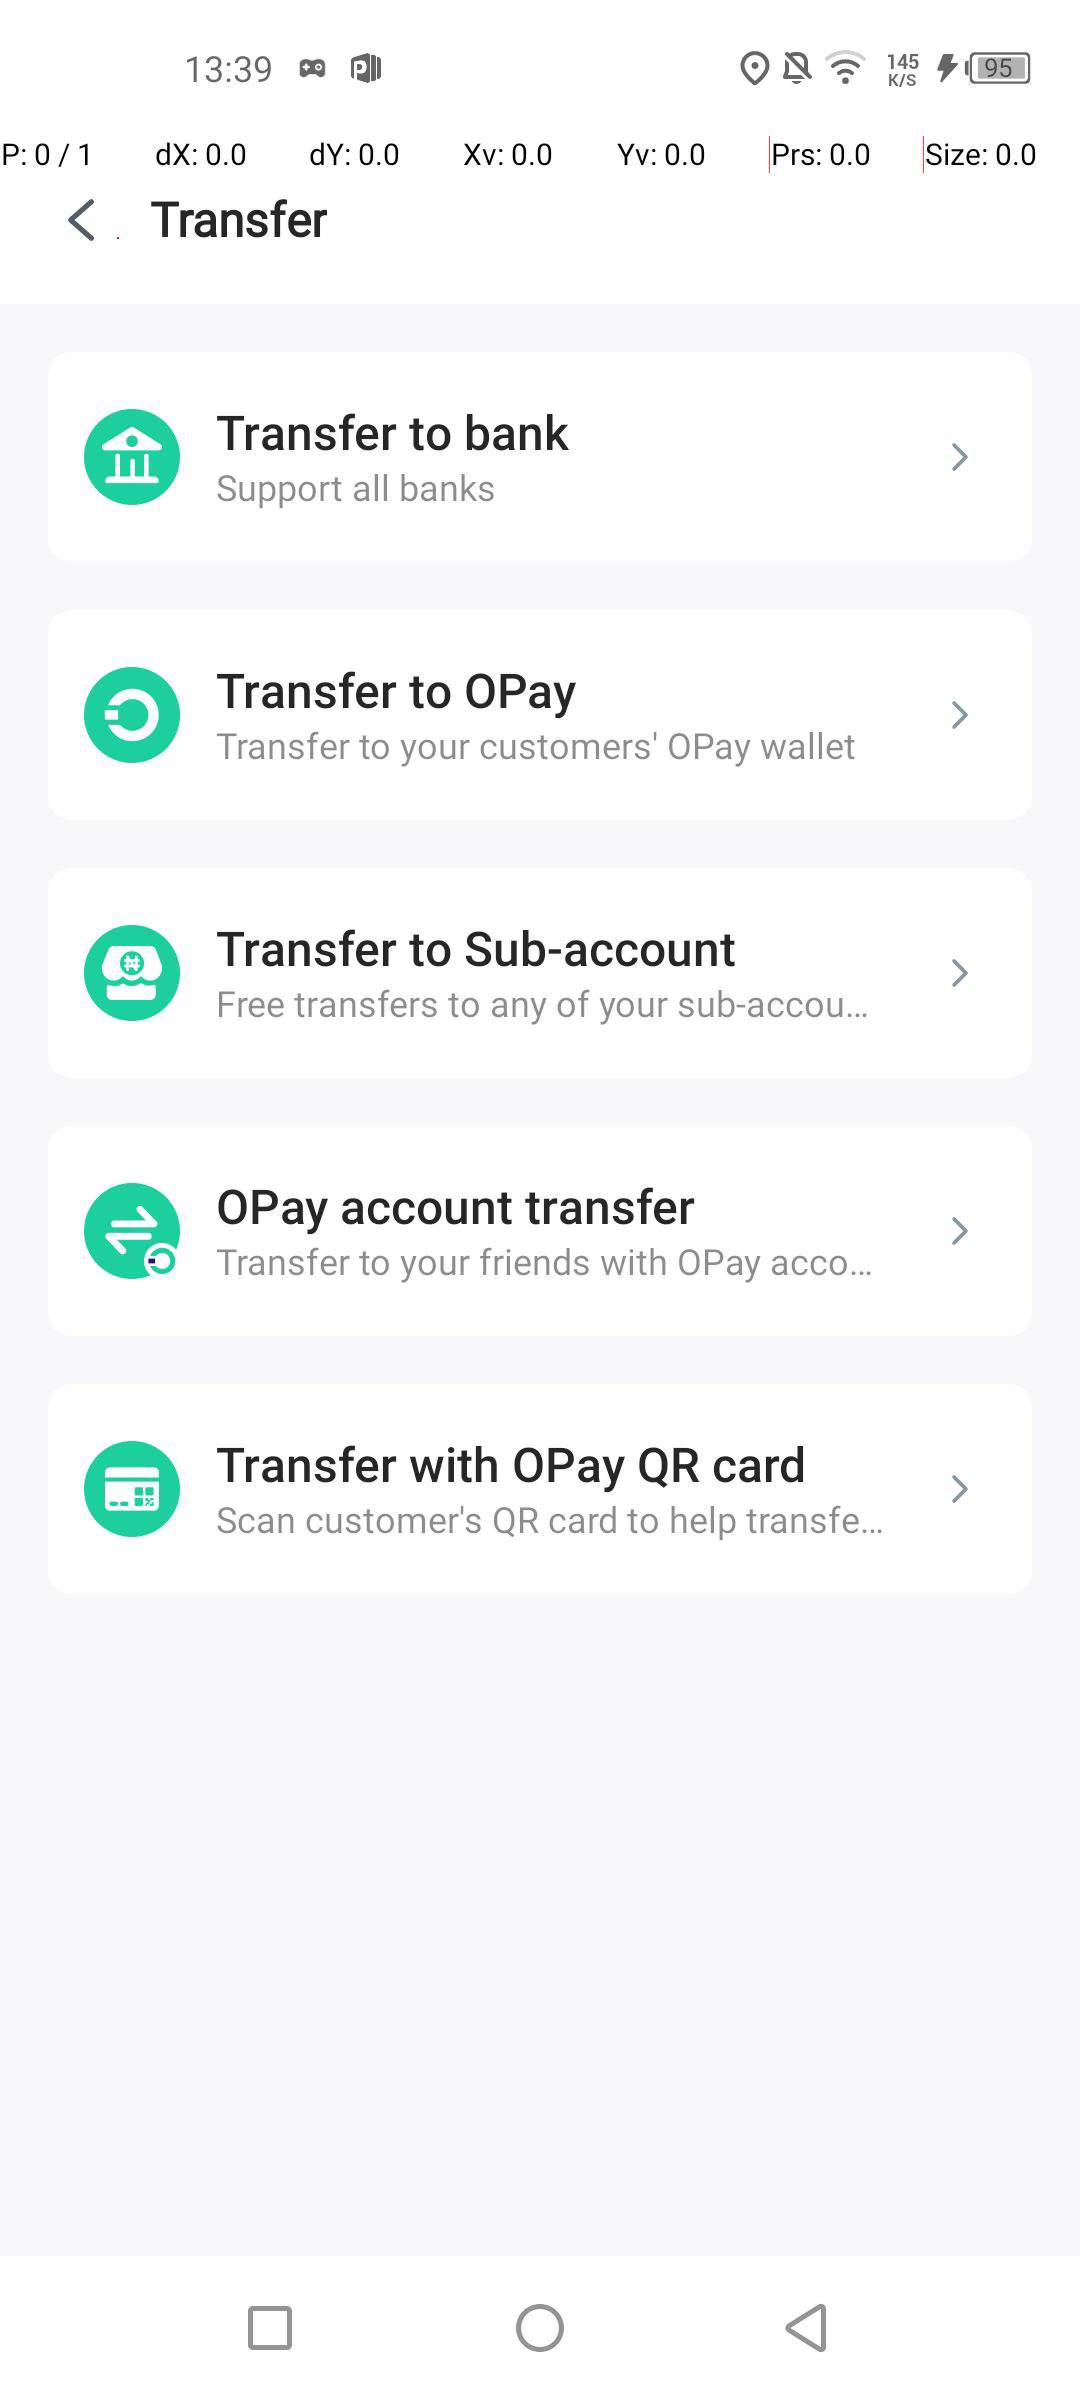 13:39
145
K/S
95
P: 0 / 1 dX: 0.0 dY: 0.0 Xv: 0.0 Yv: 0.0 Prs: 0.0 Size: 0.0
Transfer
Transfer to bank
Support all banks
Transfer to OPay
Transfer to your customers' OPay wallet
Transfer to Sub-account
Free transfers to any of your sub-accou...
OPay account transfer
Transfer to your friends with OPay acco...
Transfer with OPay QR card
Scan customer's QR card to help transfe...